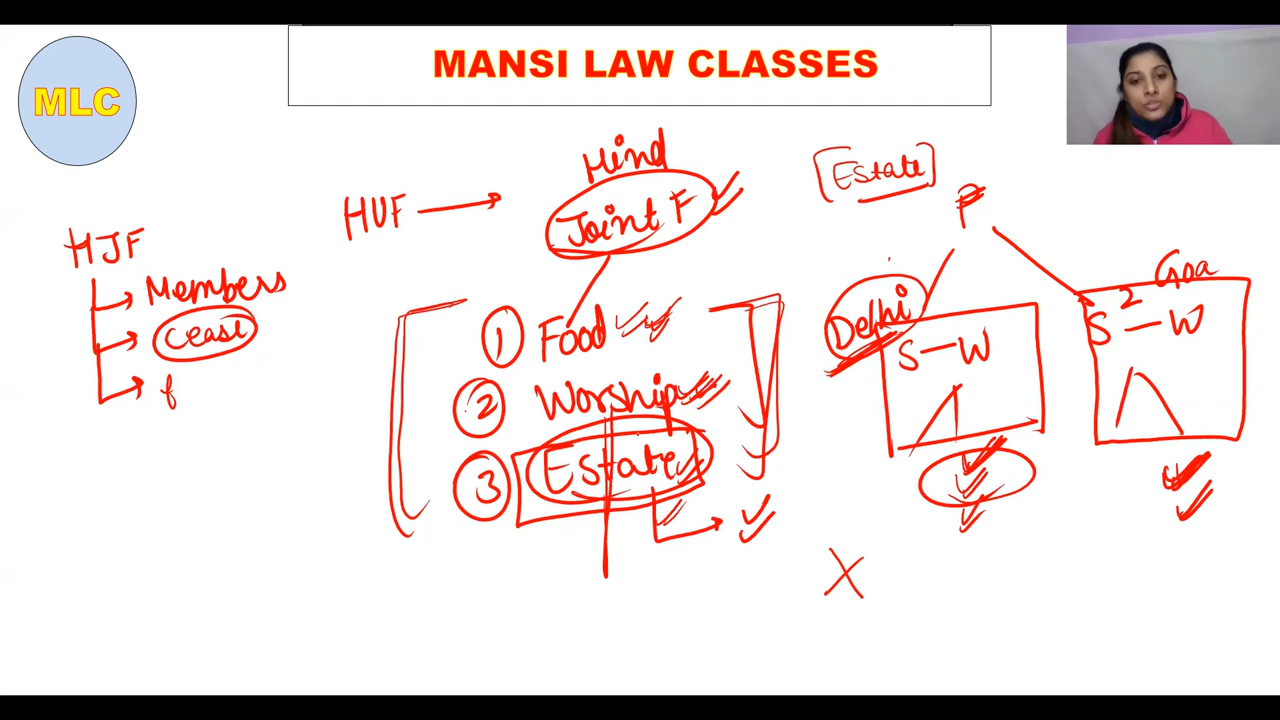 MLC
MANSI LAW CLASSES
HUF
Hind
Joint F
[Estate]
P
HJF
Members
cease
f
① Food
② Worship
③ Estate
Delhi
S — W
2
Goa
S — W
X